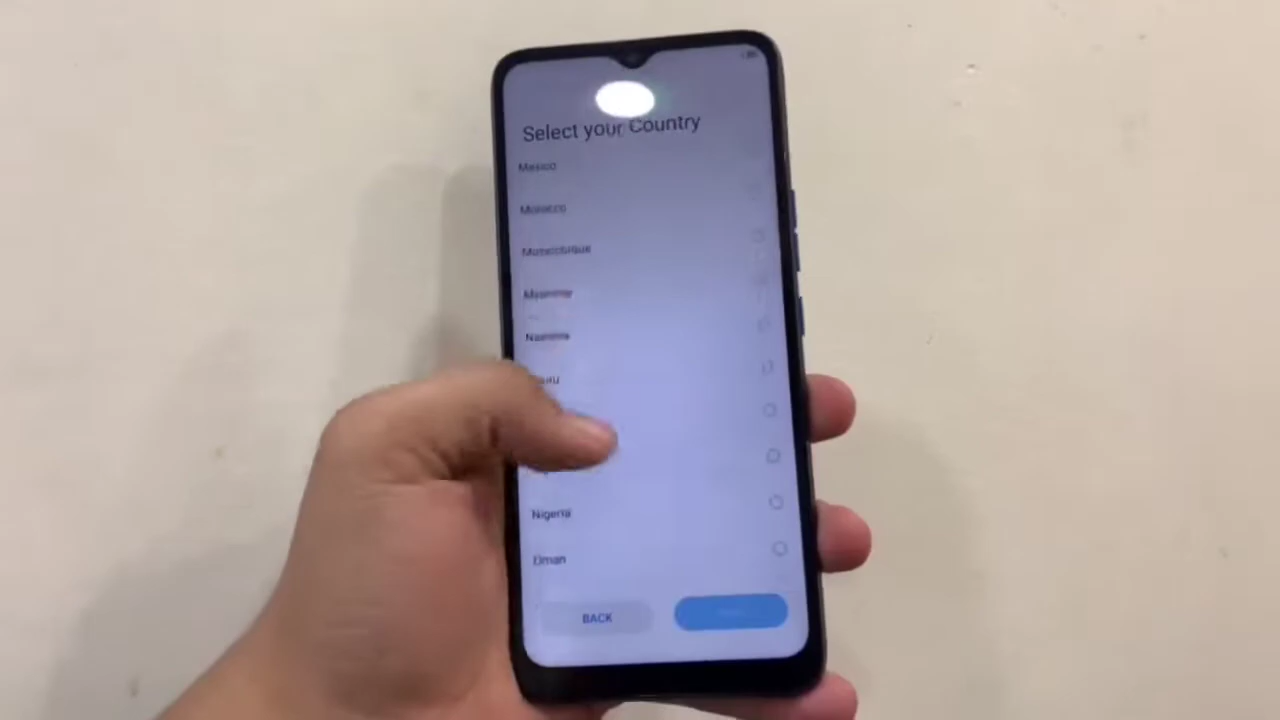 Select your Country
Mexico
Morocco
Mozambique
Myanmar
Namibia
Nigeria
Oman
BACK